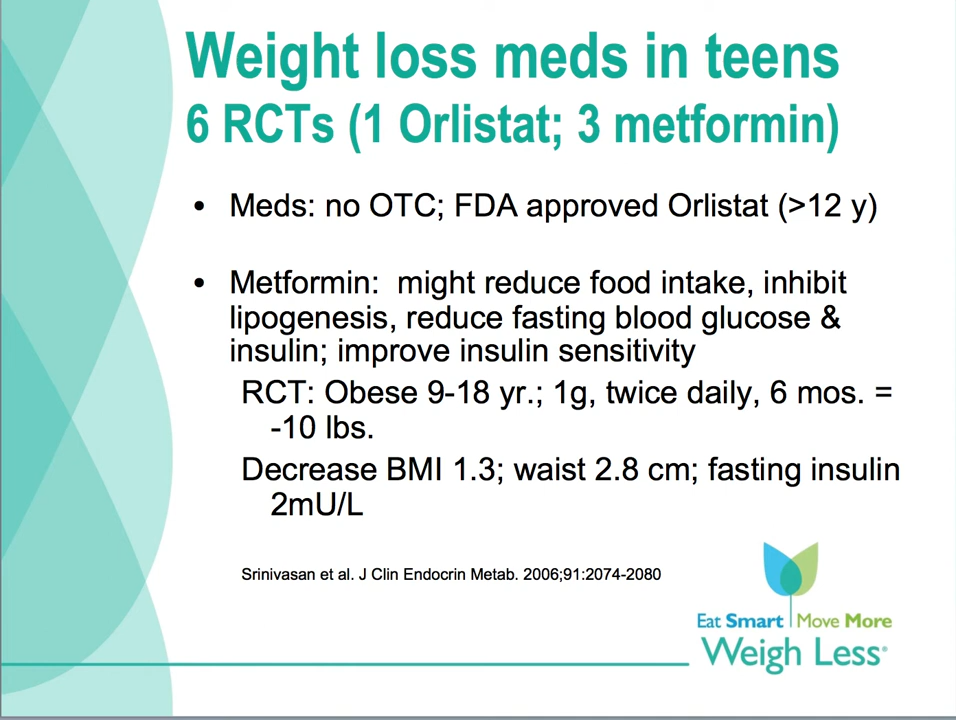 Weight loss meds in teens
6 RCTs (1 Orlistat; 3 metformin)
• Meds: no OTC; FDA approved Orlistat (>12 y)
• Metformin:  might reduce food intake, inhibit
lipogenesis, reduce fasting blood glucose &
insulin; improve insulin sensitivity
RCT: Obese 9-18 yr.; 1g, twice daily, 6 mos. =
-10 lbs.
Decrease BMI 1.3; waist 2.8 cm; fasting insulin
2mU/L
Srinivasan et al. J Clin Endocrin Metab. 2006;91:2074-2080
Eat Smart Move More
Weigh Less®